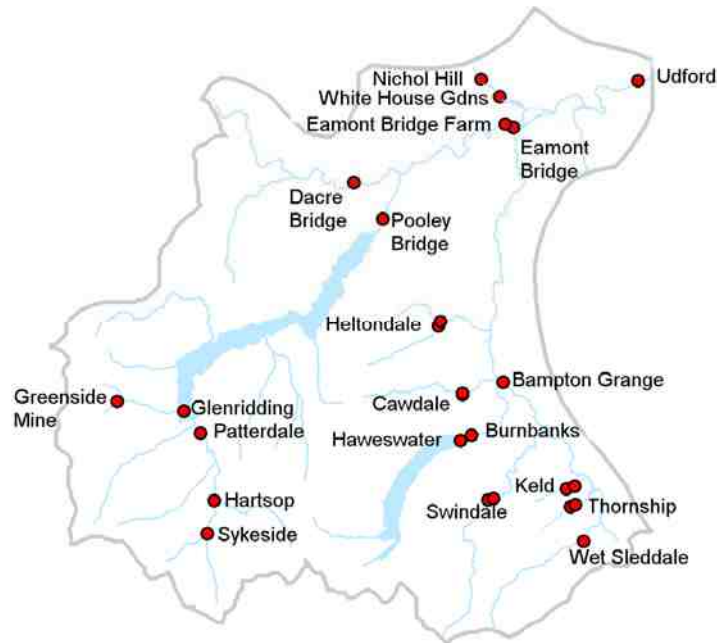 Nichol Hill
Udford
White House Gdns
Eamont Bridge Farm
Eamont
Bridge
Dacre
Bridge
Pooley
Bridge
Heltondale
Bampton Grange
Greenside
Mine
Glenridding
Cawdale
Patterdale
Burnbanks
Haweswater
Keld
Hartsop
Swindale
Thornship
Sykeside
Wet Sleddale